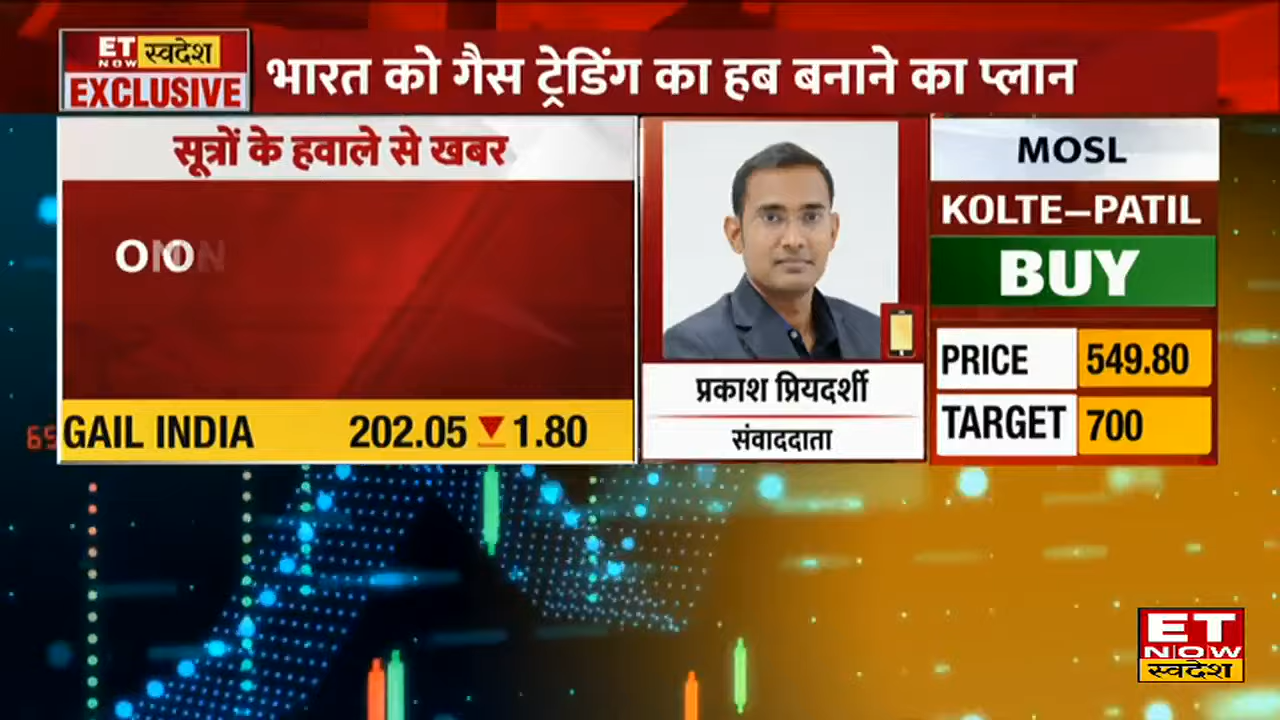 ET NOW स्वदेश
EXCLUSIVE
भारत को गैस ट्रेडिंग का हब बनाने का प्लान
सूत्रों के हवाले से खबर
GAIL INDIA 202.05 ▼ 1.80
प्रकाश प्रियदर्शी
संवाददाता
MOSL
KOLTE–PATIL
BUY
PRICE 549.80
TARGET 700
ET
NOW
स्वदेश